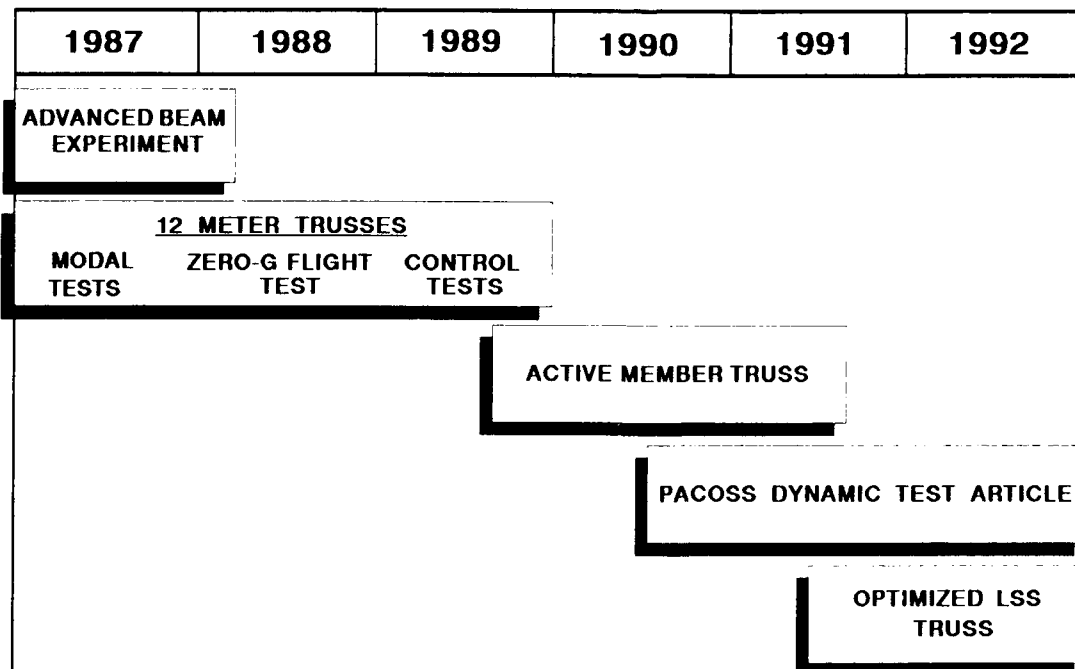 1987 1988 1989 1990 1991 1992
ADVANCED BEAM
EXPERIMENT
12 METER TRUSSES
MODAL ZERO-G FLIGHT CONTROL
TESTS TEST TESTS
ACTIVE MEMBER TRUSS
PACOSS DYNAMIC TEST ARTICLE
OPTIMIZED LSS
TRUSS